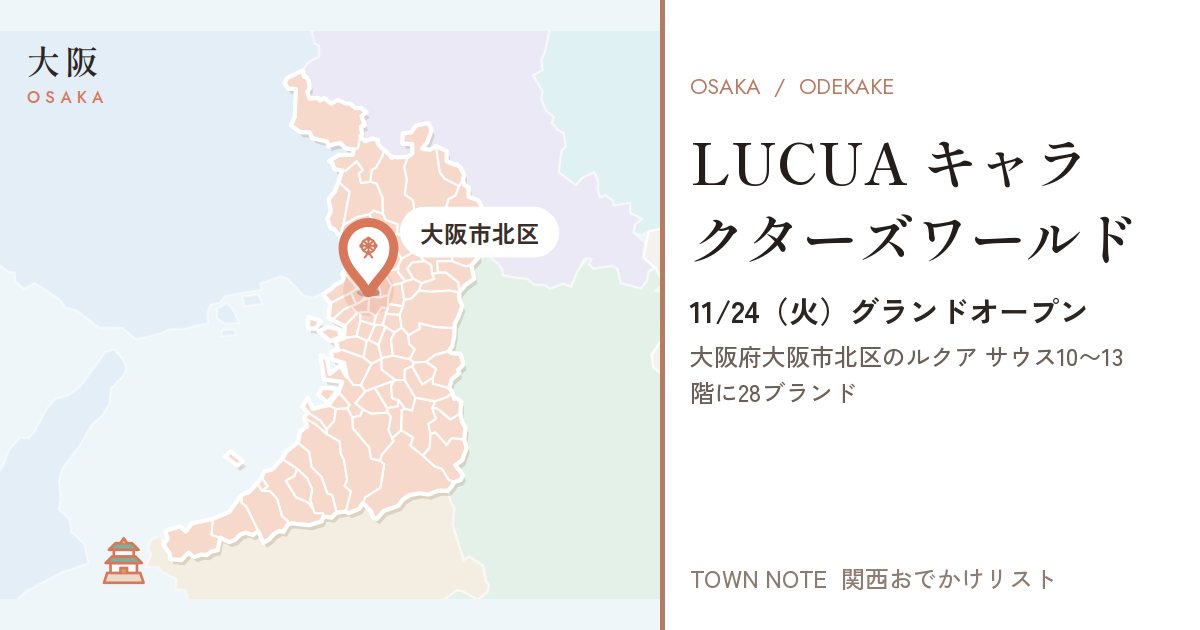 大阪
OSAKA
大阪市北区
OSAKA / ODEKAKE
LUCUA キャラ
クターズワールド
11/24（火）グランドオープン
大阪府大阪市北区のルクア サウス10〜13
階に28ブランド
TOWN NOTE 関西おでかけリスト